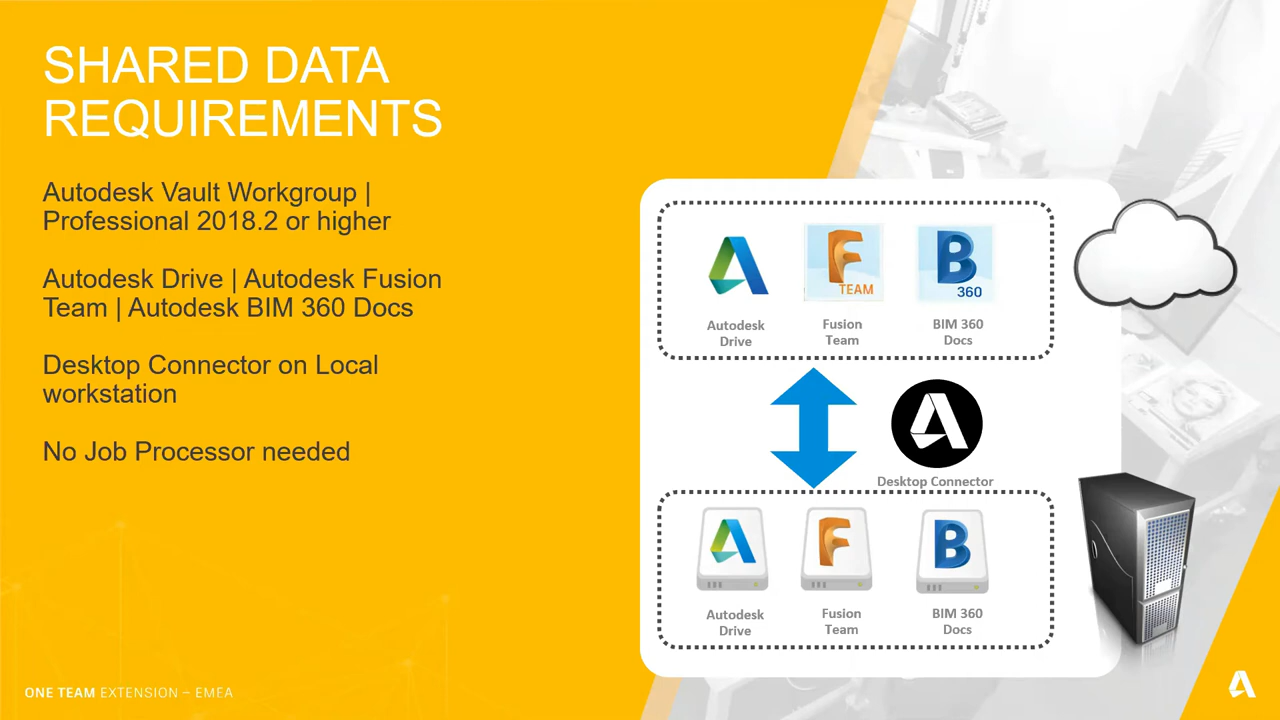 SHARED DATA
REQUIREMENTS
Autodesk Vault Workgroup |
Professional 2018.2 or higher
Autodesk Drive | Autodesk Fusion
Team | Autodesk BIM 360 Docs
Desktop Connector on Local
workstation
No Job Processor needed
TEAM
360
Autodesk
Drive
Fusion
Team
BIM 360
Docs
Desktop Connector
Autodesk
Drive
Fusion
Team
BIM 360
Docs
ONE TEAM EXTENSION – EMEA